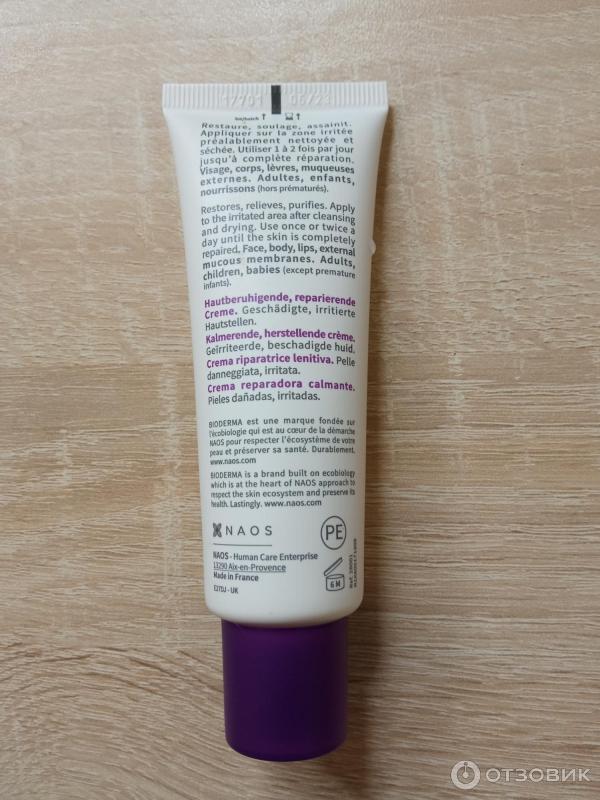 17701 06/23
lot/batch
Restaure, soulage, assainit.
Appliquer sur la zone irritée
préalablement nettoyée et
séchée. Utiliser 1 à 2 fois par jour
jusqu'à complète réparation.
Visage, corps, lèvres, muqueuses
externes. Adultes, enfants,
nourrissons (hors prématurés).
Restores, relieves, purifies. Apply
to the irritated area after cleansing
and drying. Use once or twice a
day until the skin is completely
repaired. Face, body, lips, external
mucous membranes. Adults,
children, babies (except premature
infants).
Hautberuhigende, reparierende
Creme. Geschädigte, irritierte
Hautstellen.
Kalmerende, herstellende crème.
Geïrriteerde, beschadigde huid.
Crema riparatrice lenitiva. Pelle
danneggiata, irritata.
Crema reparadora calmante.
Pieles dañadas, irritadas.
BIODERMA est une marque fondée sur
l'écobiologie qui est au cœur de la démarche
NAOS pour respecter l'écosystème de votre
peau et préserver sa santé. Durablement.
www.naos.com
BIODERMA is a brand built on ecobiology
which is at the heart of NAOS approach to
respect the skin ecosystem and preserve its
health. Lastingly. www.naos.com
NAOS
PE
NAOS - Human Care Enterprise
13290 Aix-en-Provence
Made in France
6 M
ОТЗОВИК